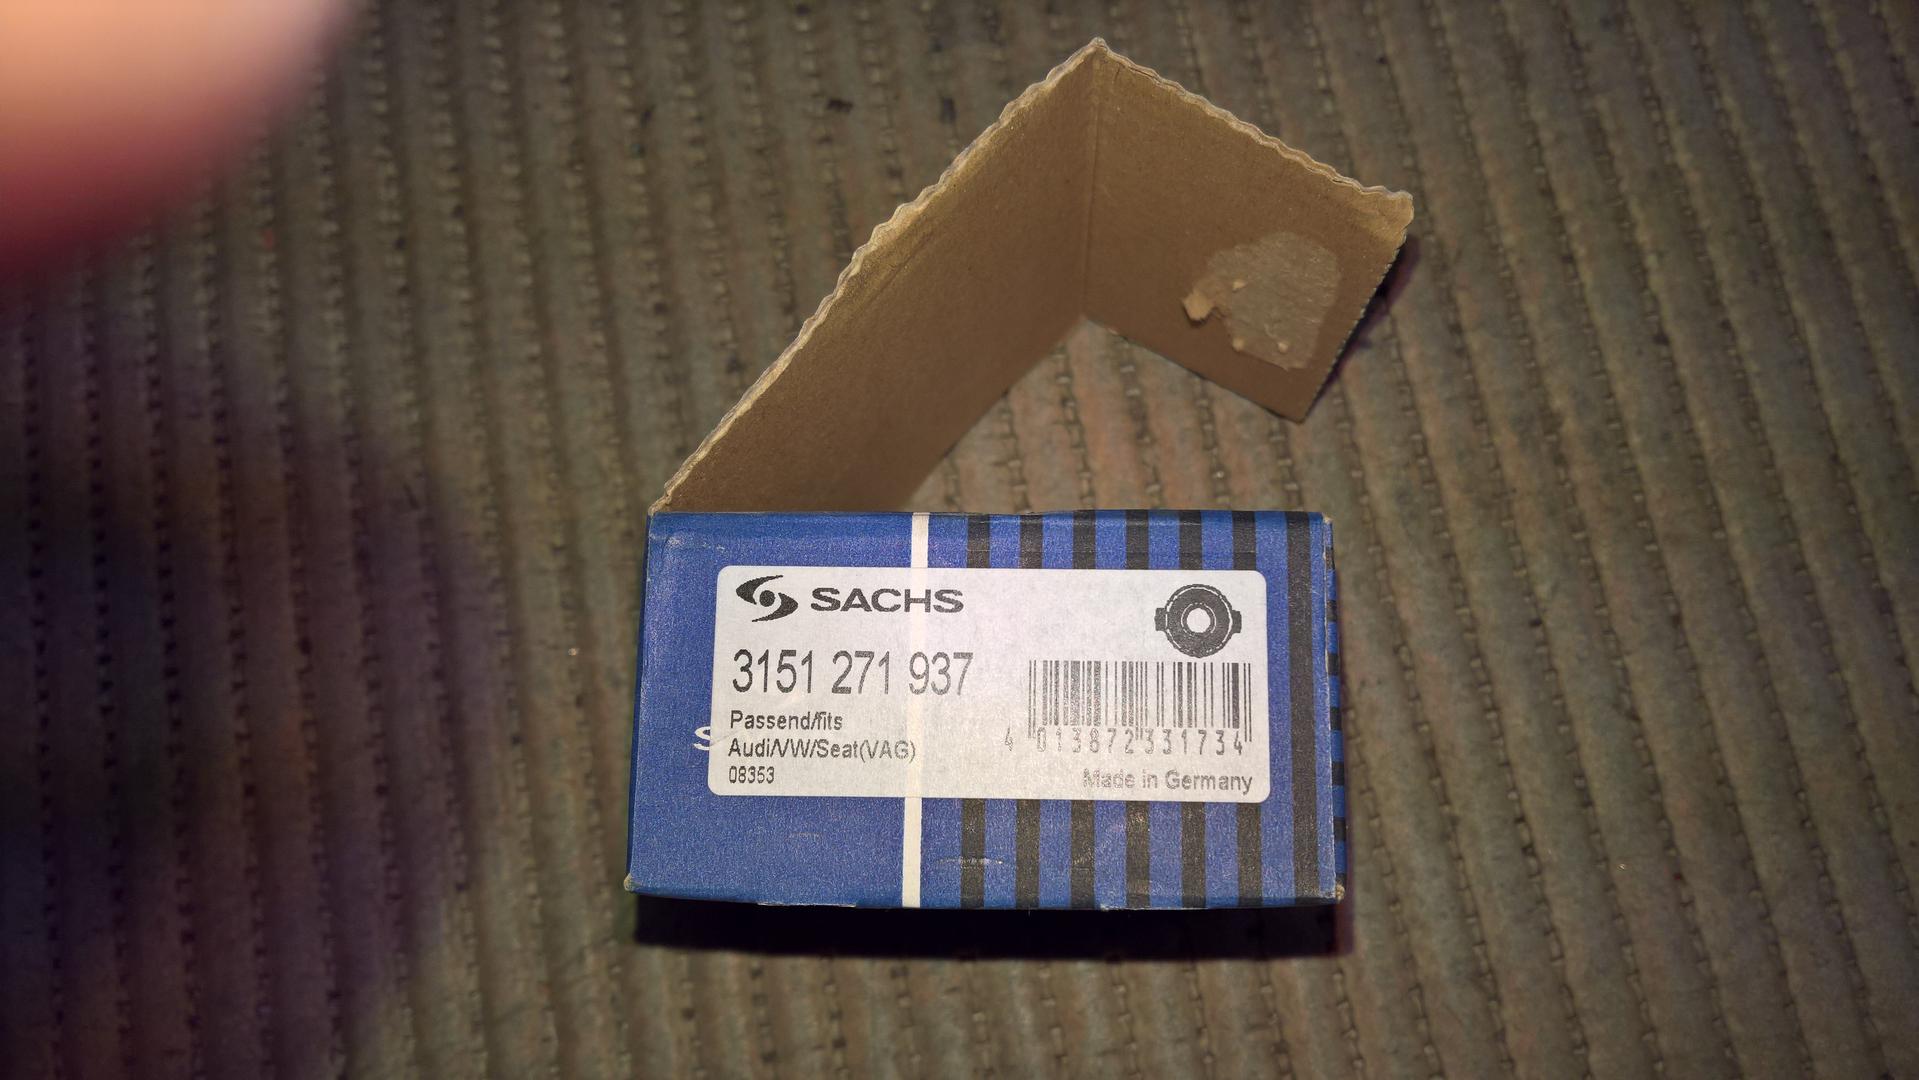 SACHS
3151 271 937
Passend/fits
Audi/VW/Seat(VAG)
08353
4 013872 331734
Made in Germany